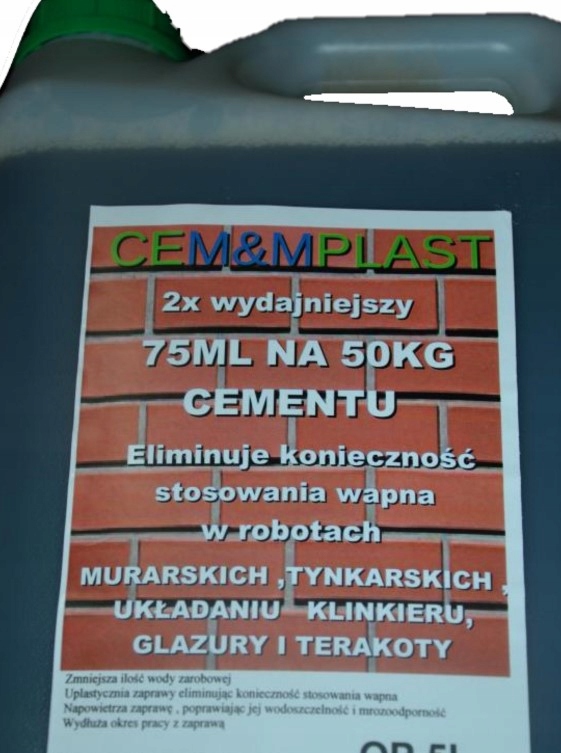 CEM&MPLAST
2x wydajniejszy
75ML NA 50KG
CEMENTU
Eliminuje konieczność
stosowania wapna
w robotach
MURARSKICH ,TYNKARSKICH ,
UKŁADANIU KLINKIERU,
GLAZURY I TERAKOTY
Zmniejsza ilość wody zarobowej
Uplastycznia zaprawy eliminując konieczność stosowania wapna
Napowietrza zaprawę , poprawiając jej wodoszczelność i mrozoodporność
Wydłuża okres pracy z zaprawą